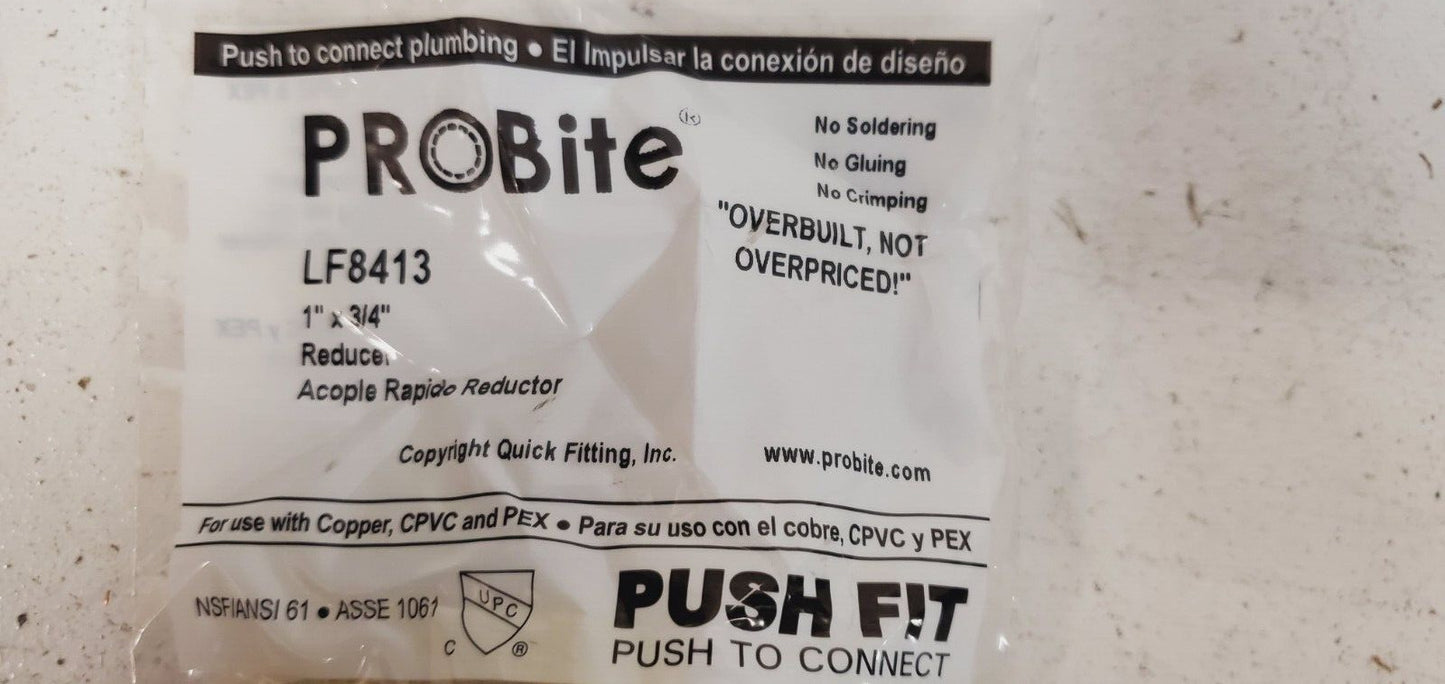 Push to connect plumbing • El Impulsar la conexión de diseño
PROBite®
No Soldering
No Gluing
No Crimping
"OVERBUILT, NOT
OVERPRICED!"
LF8413
1" x 3/4"
Reducer
Acople Rapido Reductor
Copyright Quick Fitting, Inc.
www.probite.com
For use with Copper, CPVC and PEX • Para su uso con el cobre, CPVC y PEX
NSF/ANSI 61 • ASSE 1061
UPC
C ®
PUSH FIT
PUSH TO CONNECT